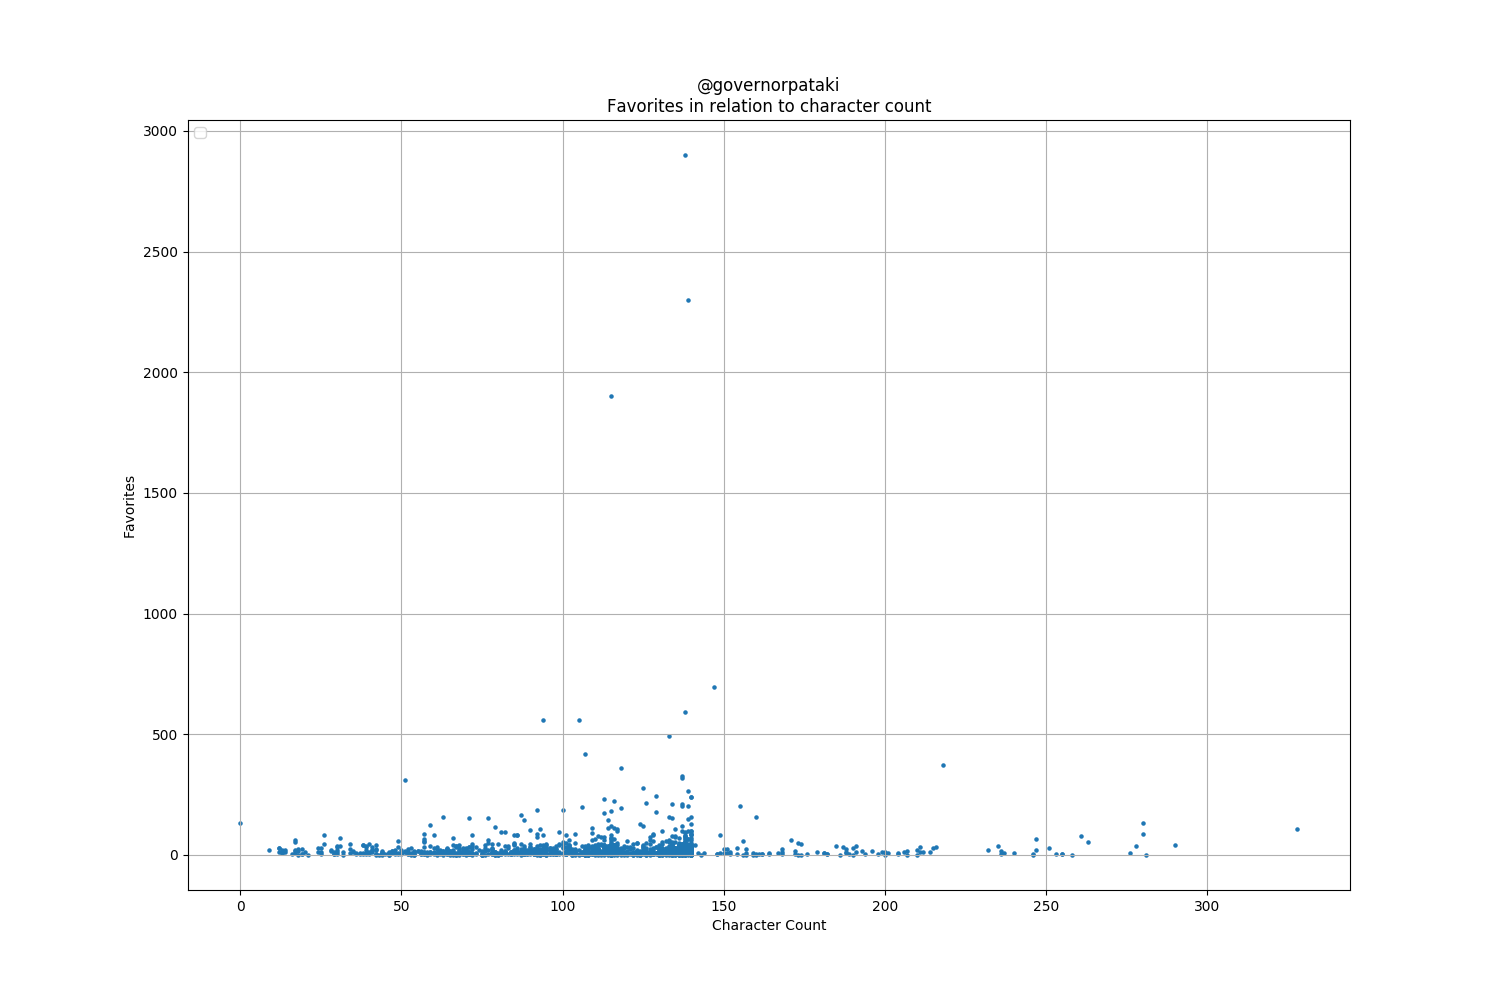 @governorpataki
Favorites in relation to character count
3000
2500
2000
1500
1000
500
0
Favorites
0 50 100 150 200 250 300
Character Count